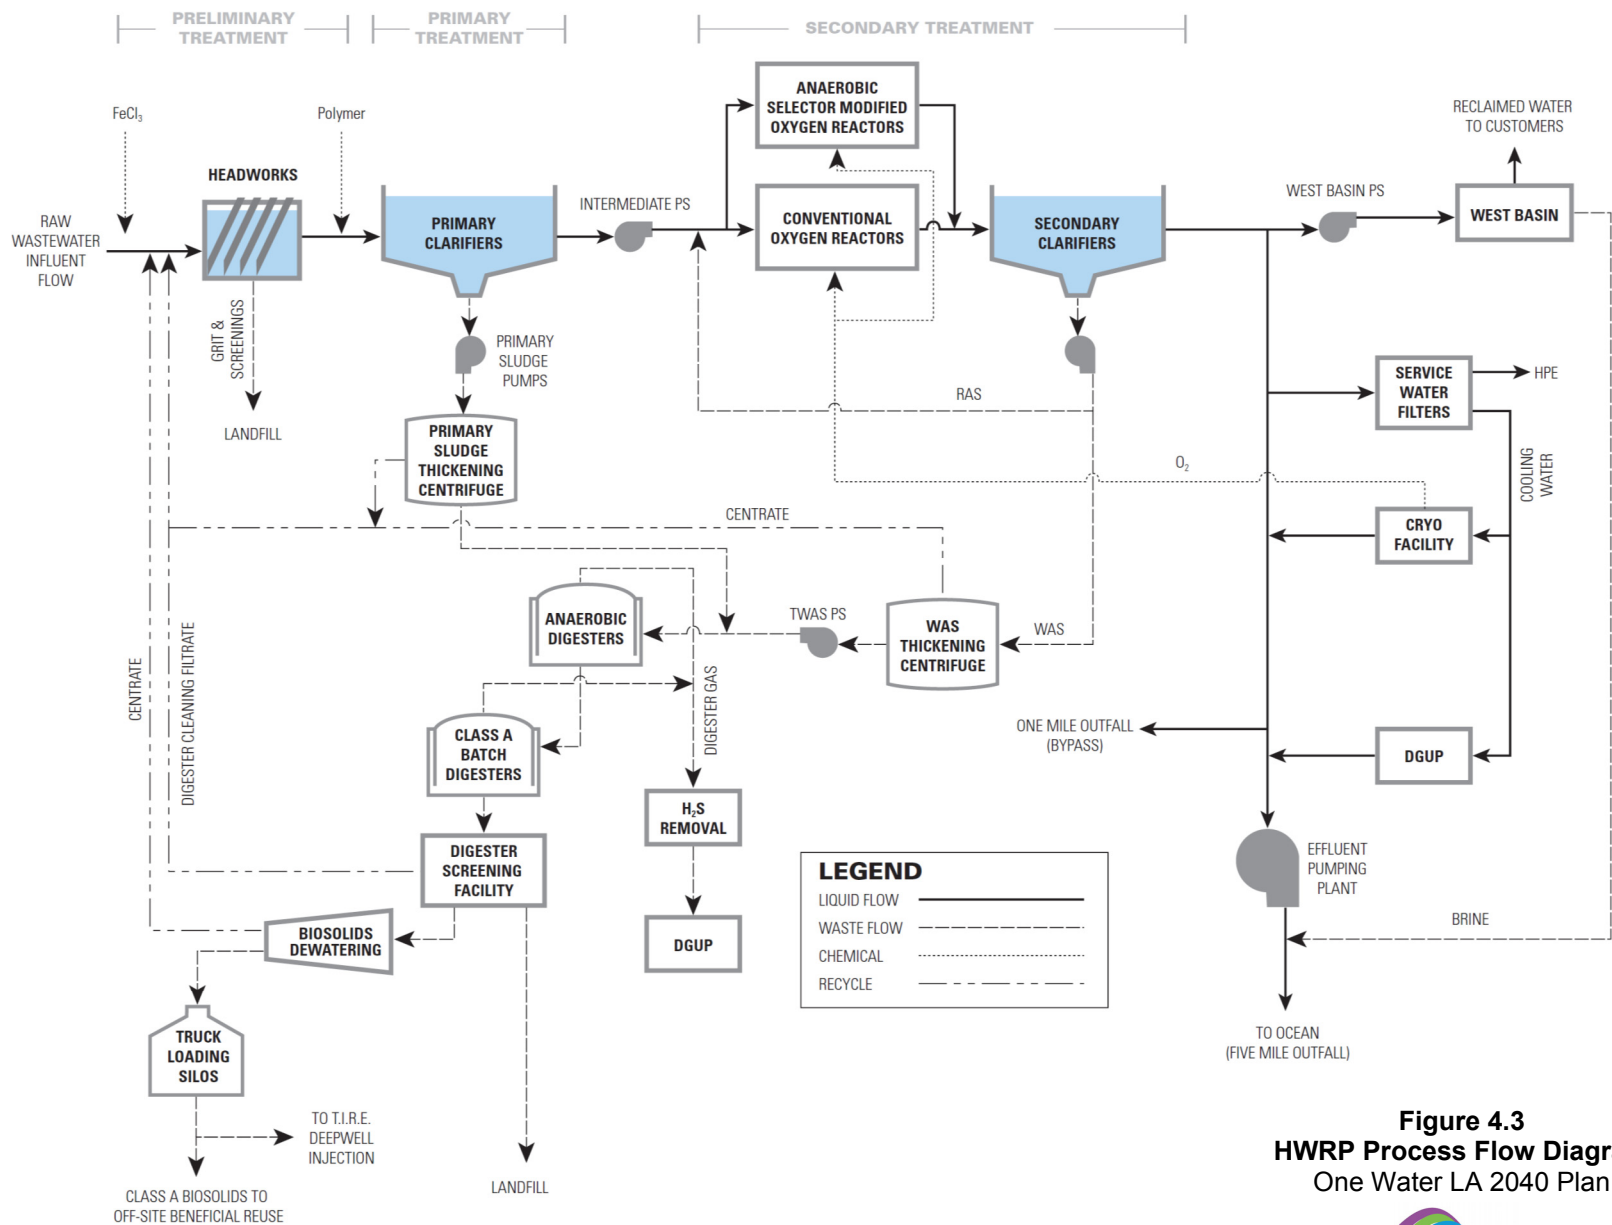 PRELIMINARY
TREATMENT
PRIMARY
TREATMENT
SECONDARY TREATMENT
FeCl₃
Polymer
HEADWORKS
RAW
WASTEWATER
INFLUENT
FLOW
PRIMARY
CLARIFIERS
INTERMEDIATE PS
ANAEROBIC
SELECTOR MODIFIED
OXYGEN REACTORS
CONVENTIONAL
OXYGEN REACTORS
SECONDARY
CLARIFIERS
RECLAIMED WATER
TO CUSTOMERS
WEST BASIN PS
WEST BASIN
GRIT &
SCREENINGS
LANDFILL
PRIMARY
SLUDGE
PUMPS
PRIMARY
SLUDGE
THICKENING
CENTRIFUGE
RAS
SERVICE
WATER
FILTERS
HPE
COOLING
WATER
O₂
CRYO
FACILITY
CENTRATE
ANAEROBIC
DIGESTERS
TWAS PS
WAS
THICKENING
CENTRIFUGE
WAS
CENTRATE
DIGESTER CLEANING FILTRATE
DIGESTER GAS
CLASS A
BATCH
DIGESTERS
ONE MILE OUTFALL
(BYPASS)
DGUP
H₂S
REMOVAL
DIGESTER
SCREENING
FACILITY
BIOSOLIDS
DEWATERING
DGUP
LEGEND
LIQUID FLOW
WASTE FLOW
CHEMICAL
RECYCLE
EFFLUENT
PUMPING
PLANT
BRINE
TRUCK
LOADING
SILOS
TO OCEAN
(FIVE MILE OUTFALL)
TO T.I.R.E.
DEEPWELL
INJECTION
LANDFILL
CLASS A BIOSOLIDS TO
OFF-SITE BENEFICIAL REUSE
Figure 4.3
HWRP Process Flow Diagr
One Water LA 2040 Plan